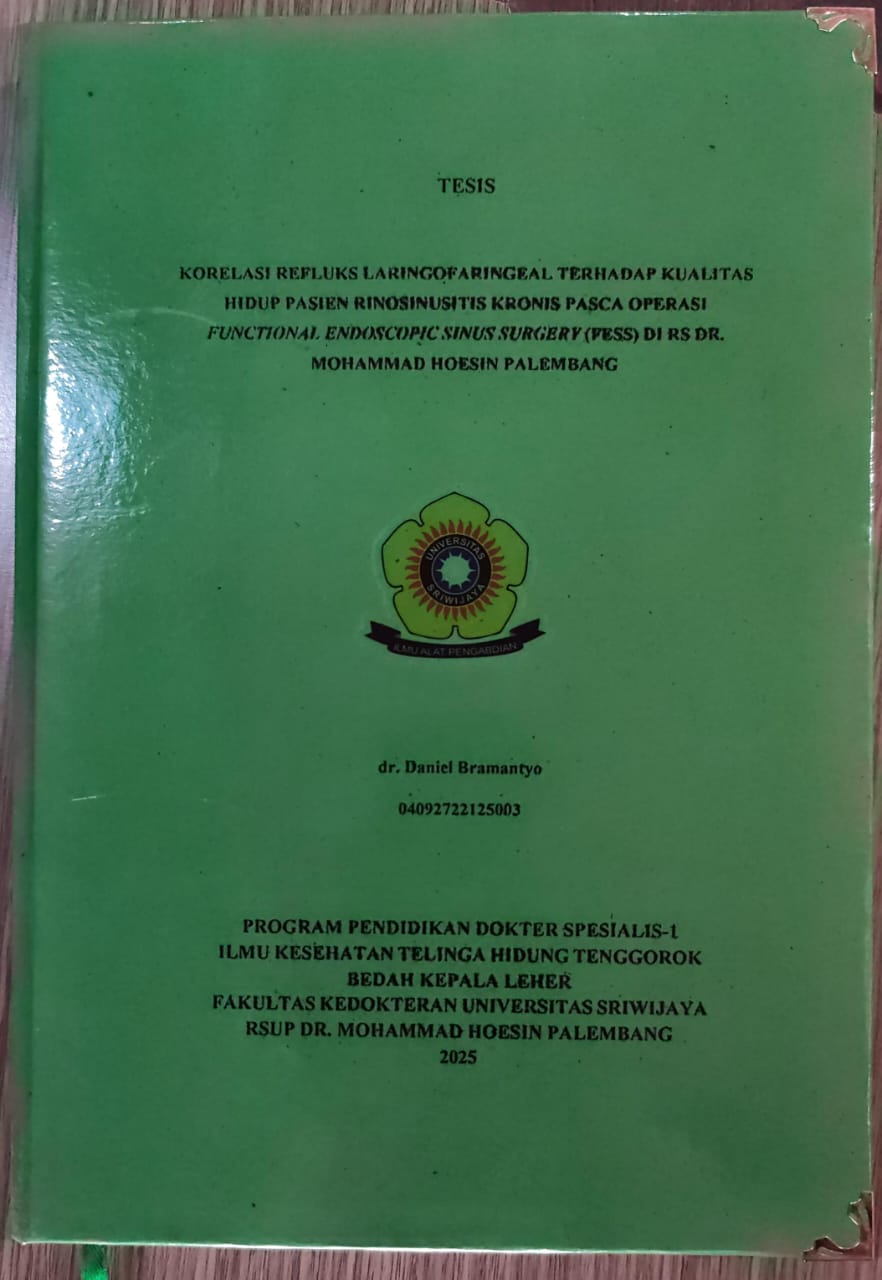 TESIS
KORELASI REFLUKS LARINGOFARINGEAL TERHADAP KUALITAS
HIDUP PASIEN RINOSINUSITIS KRONIS PASCA OPERASI
FUNCTIONAL ENDOSCOPIC SINUS SURGERY (FESS) DI RS DR.
MOHAMMAD HOESIN PALEMBANG
UNIVERSITAS
SRIWIJAYA
ILMU ALAT PENGABDIAN
dr. Daniel Bramantyo
04092722125003
PROGRAM PENDIDIKAN DOKTER SPESIALIS-1
ILMU KESEHATAN TELINGA HIDUNG TENGGOROK
BEDAH KEPALA LEHER
FAKULTAS KEDOKTERAN UNIVERSITAS SRIWIJAYA
RSUP DR. MOHAMMAD HOESIN PALEMBANG
2025